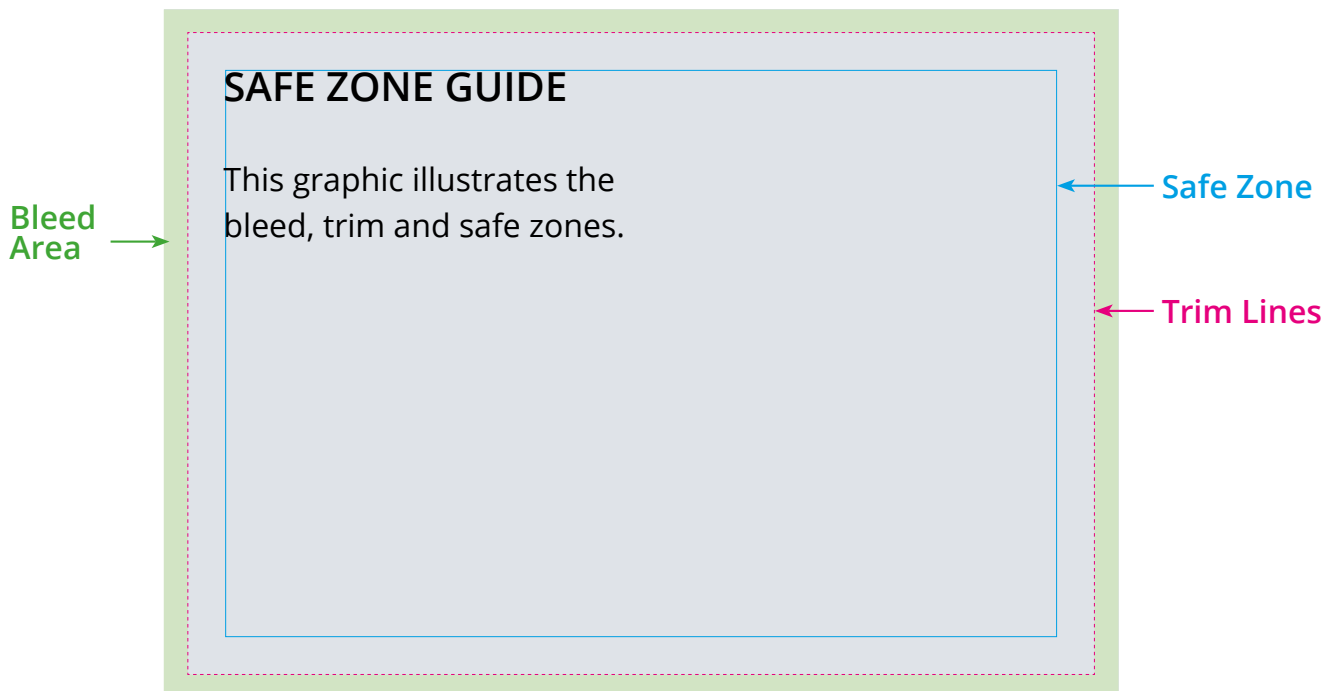 SAFE ZONE GUIDE
This graphic illustrates the
bleed, trim and safe zones.
Bleed
Area
Safe Zone
Trim Lines